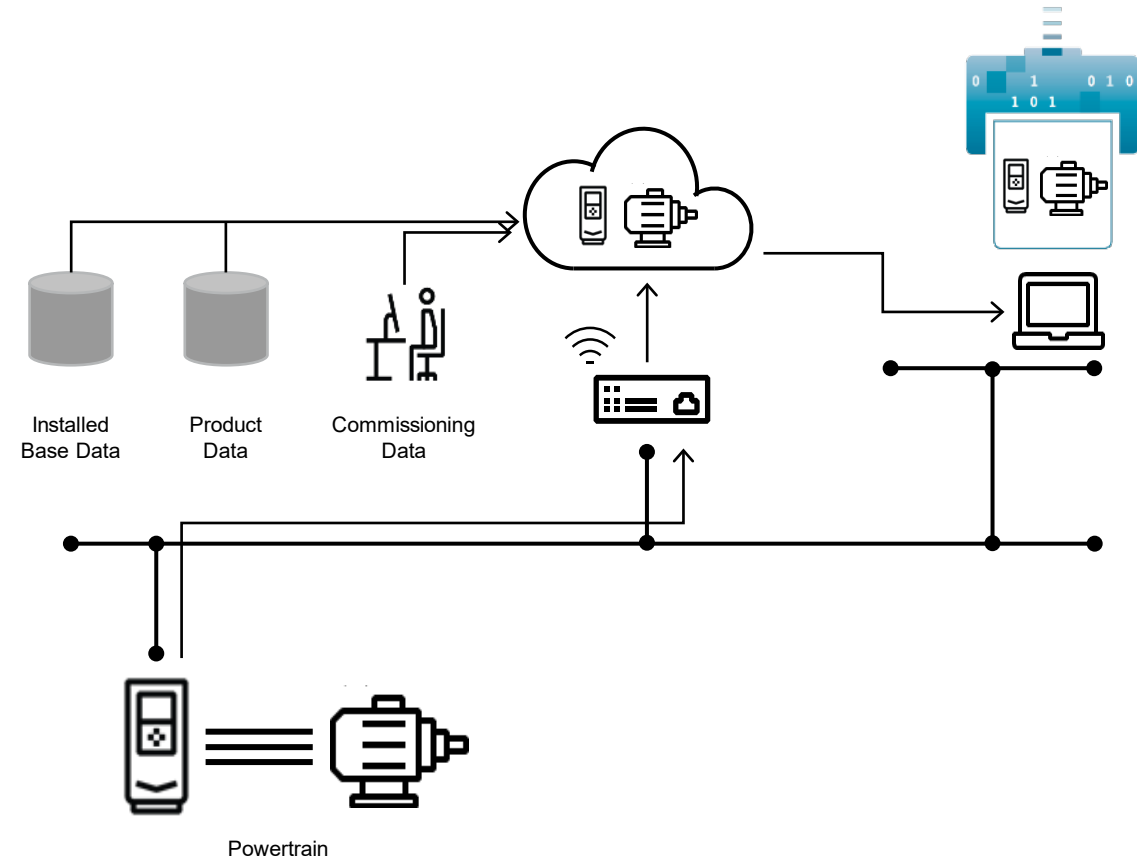 0 1 0 1 0
1 0 1
Installed
Base Data
Product
Data
Commissioning
Data
Powertrain